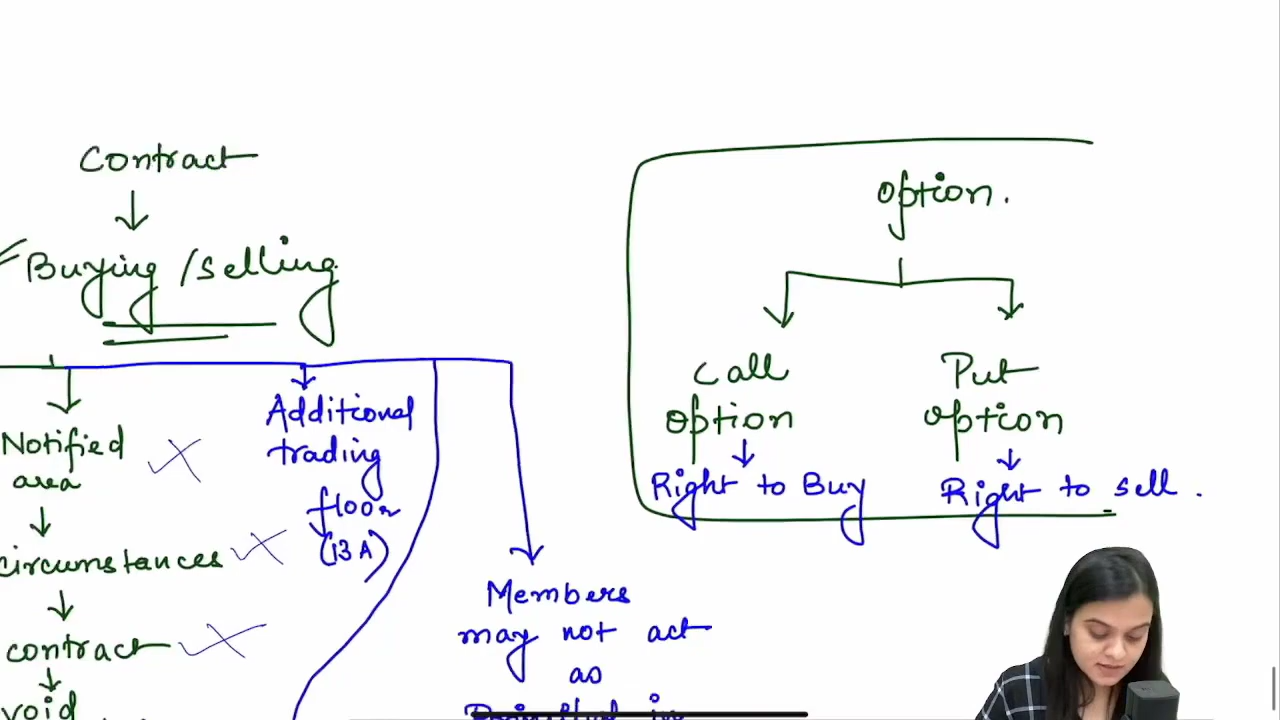 Contract
Buying /selling
Notified
area
circumstances
contract
void
Additional
trading
floor
(13A)
Members
may not act
as
option.
Call
option
Right to Buy
Put
option
Right to sell.